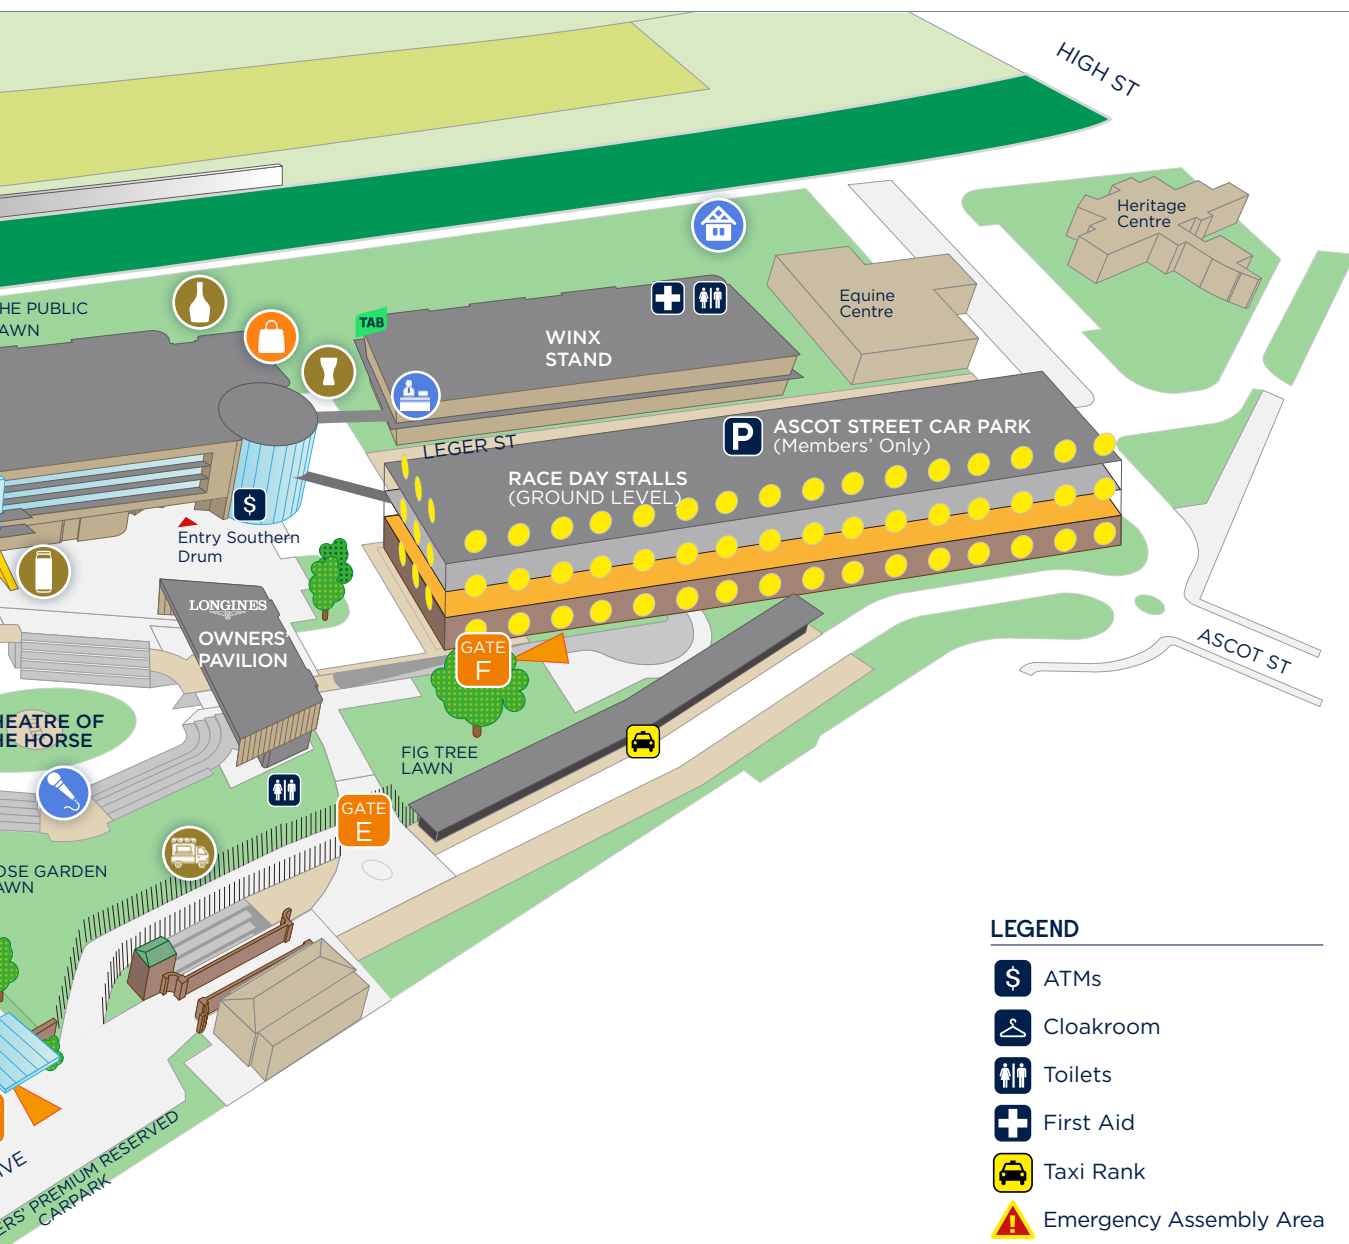 HIGH ST
Heritage
Centre
Equine
Centre
HE PUBLIC
AWN
TAB
WINX
STAND
LEGER ST
P
ASCOT STREET CAR PARK
(Members' Only)
RACE DAY STALLS
(GROUND LEVEL)
$
Entry Southern
Drum
LONGINES
OWNERS'
PAVILION
GATE
F
ASCOT ST
HEATRE OF
HE HORSE
FIG TREE
LAWN
GATE
E
OSE GARDEN
AWN
IVE
ERS' PREMIUM RESERVED
CARPARK
LEGEND
$ ATMs
Cloakroom
Toilets
First Aid
Taxi Rank
! Emergency Assembly Area